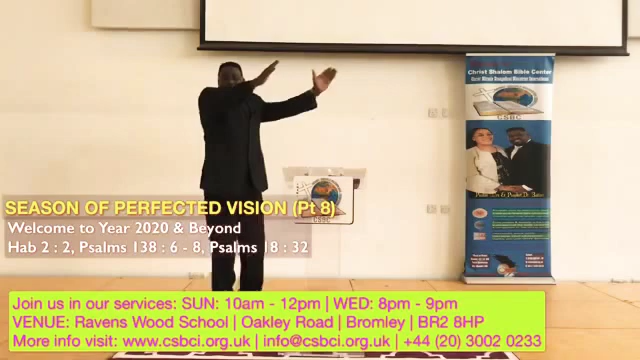 Christ Shalom Bible Center
CSBC
CSBC
SEASON OF PERFECTED VISION (Pt 8)
Welcome to Year 2020 & Beyond
Hab 2 : 2, Psalms 138 : 6 - 8, Psalms 18 : 32
Join us in our services: SUN: 10am - 12pm | WED: 8pm - 9pm
VENUE: Ravens Wood School | Oakley Road | Bromley | BR2 8HP
More info visit: www.csbci.org.uk | info@csbci.org.uk | +44 (20) 3002 0233